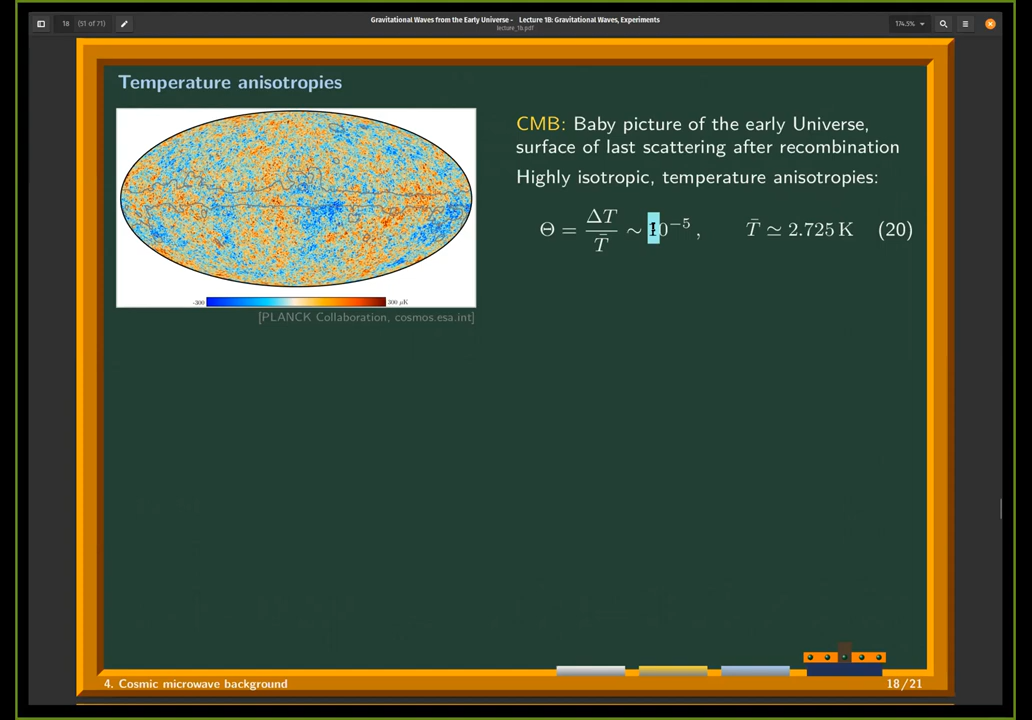 18 (51 of 71)
Gravitational Waves from the Early Universe - Lecture 1B: Gravitational Waves, Experiments
lecture_1b.pdf
174.5%
Temperature anisotropies
CMB: Baby picture of the early Universe,
surface of last scattering after recombination
Highly isotropic, temperature anisotropies:
Θ = ΔT / T̄ ∼ 10⁻⁵ , T̄ ≃ 2.725 K (20)
-300 300 μK
[PLANCK Collaboration, cosmos.esa.int]
4. Cosmic microwave background 18/21